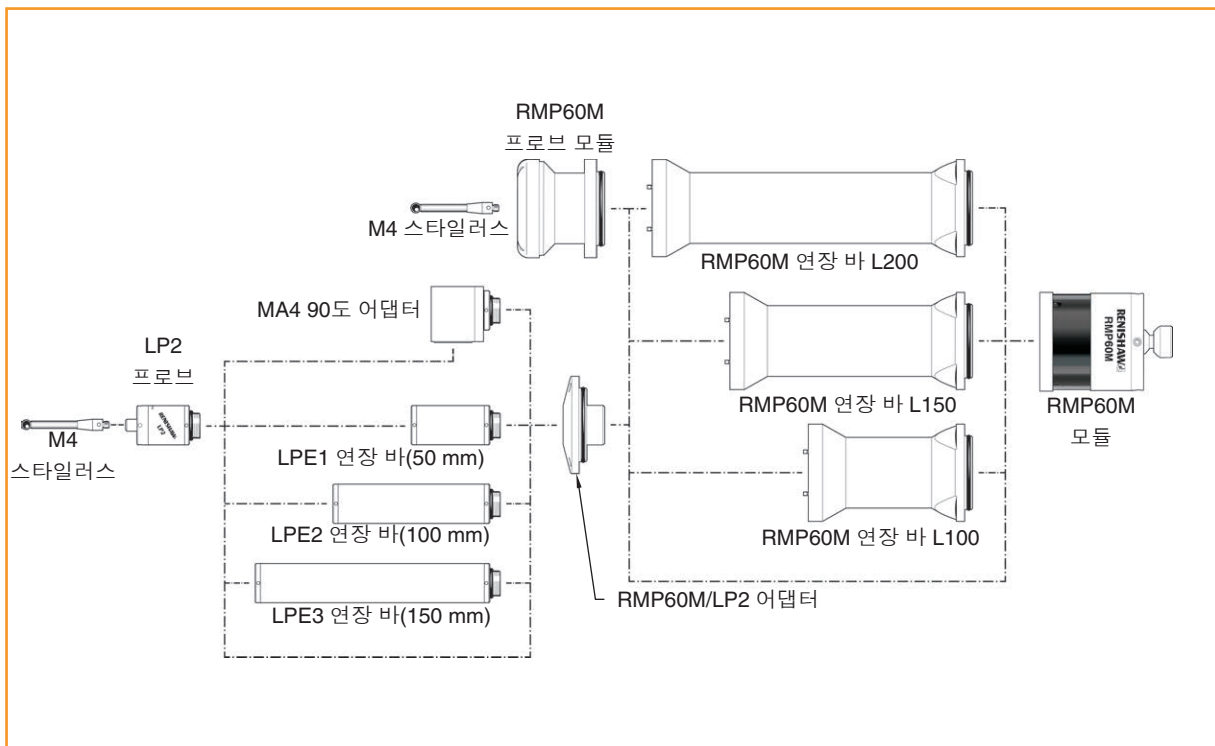 RMP60M
프로브 모듈
M4 스타일러스
RMP60M 연장 바 L200
MA4 90도 어댑터
LP2
프로브
RENISHAW
LP2
M4
스타일러스
LPE1 연장 바(50 mm)
RMP60M 연장 바 L150
RENISHAW
RMP60M
RMP60M
모듈
LPE2 연장 바(100 mm)
RMP60M 연장 바 L100
LPE3 연장 바(150 mm)
RMP60M/LP2 어댑터